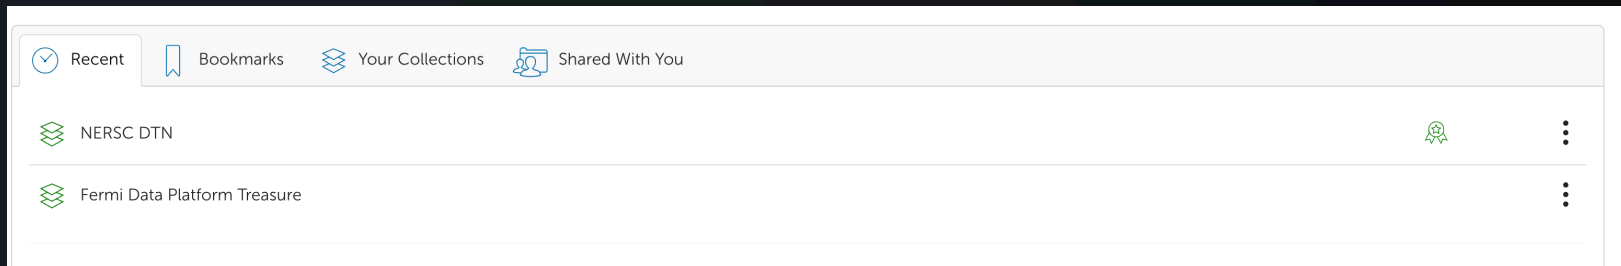 Recent Bookmarks Your Collections Shared With You
NERSC DTN
Fermi Data Platform Treasure